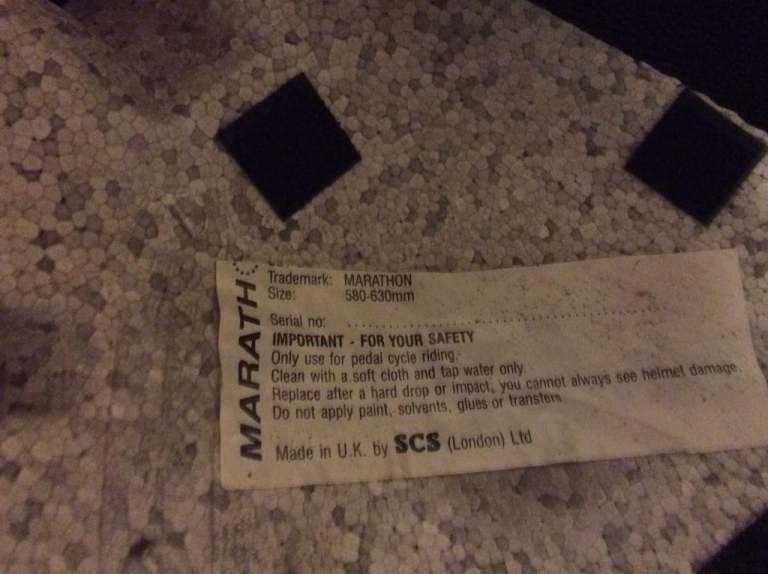 MARATHO
Trademark: MARATHON
Size: 580-630mm
Serial no: ..........................................
IMPORTANT - FOR YOUR SAFETY
Only use for pedal cycle riding.
Clean with a soft cloth and tap water only.
Replace after a hard drop or impact, you cannot always see helmet damage.
Do not apply paint, solvents, glues or transfers.
Made in U.K. by SCS (London) Ltd